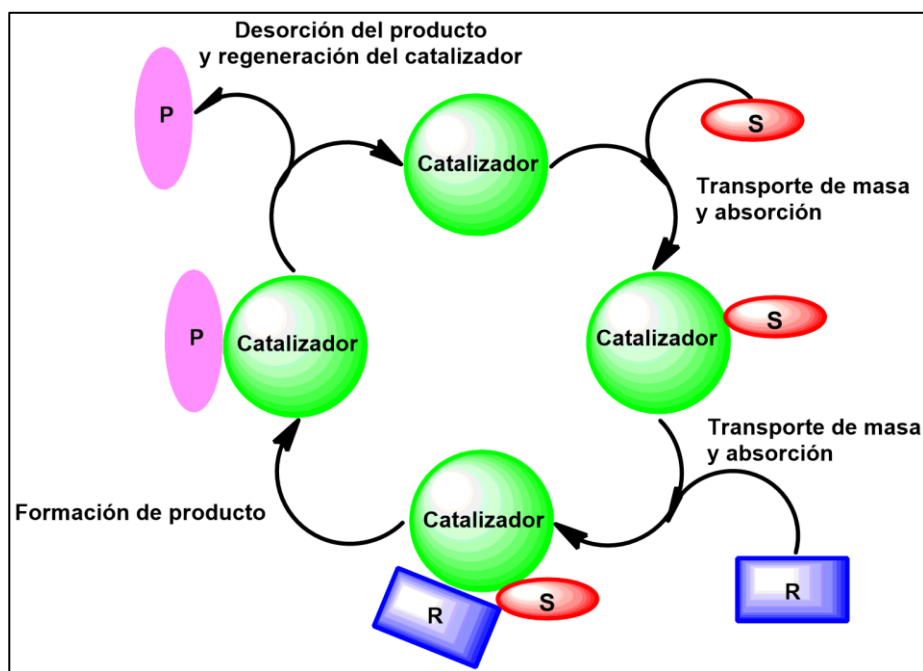 Desorción del producto
y regeneración del catalizador
P
Catalizador
S
Transporte de masa
y absorción
P
Catalizador
Catalizador
S
Transporte de masa
y absorción
Formación de producto
Catalizador
R
S
R